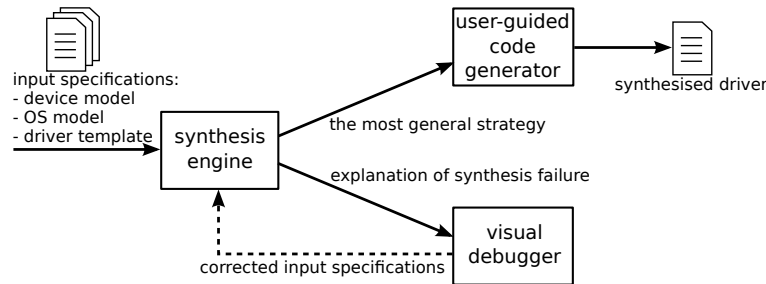 input specifications:
- device model
- OS model
- driver template
synthesis
engine
user-guided
code
generator
synthesised driver
the most general strategy
explanation of synthesis failure
visual
debugger
corrected input specifications